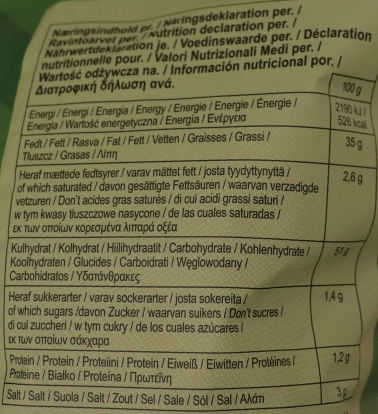 Næringsindhold pr. / Næringsdeklaration per. /
Ravintoarvet per. / Nutrition declaration per. /
Nährwertdeklaration je. / Voedinswaarde per. / Déclaration
nutritionnelle pour. / Valori Nutrizionali Medi per. /
Wartość odżywcza na. / Información nutricional por. /
Διατροφική δήλωση ανά.
100 g
Energi / Energi / Energia / Energy / Energie / Energie / Énergie /
Energia / Wartość energetyczna / Energía / Ενέργεια
2190 kJ /
526 kcal
Fedt / Fett / Rasva / Fat / Fett / Vetten / Graisses / Grassi /
Tłuszcz / Grasas / Λίπη
35 g
Heraf mættede fedtsyrer / varav mättet fett / josta tyydyttynyttä /
of which saturated / davon gesättigte Fettsäuren / waarvan verzadigde
vetzuren / Don't acides gras saturés / di cui acidi grassi saturi /
w tym kwasy tłuszczowe nasycone / de las cuales saturadas /
εκ των οποίων κορεσμένα λιπαρά οξέα
2,6 g
Kulhydrat / Kolhydrat / Hiilihydraatit / Carbohydrate / Kohlenhydrate /
Koolhydraten / Glucides / Carboidrati / Węglowodany /
Carbohidratos / Υδατάνθρακες
51 g
Heraf sukkerarter / varav sockerarter / josta sokereita /
of which sugars / davon Zucker / waarvan suikers / Don't sucres /
di cui zuccheri / w tym cukry / de los cuales azúcares /
εκ των οποίων σάκχαρα
1,4 g
Protein / Protein / Proteiini / Protein / Eiweiß / Eiwitten / Protéines /
Proteine / Białko / Proteína / Πρωτεΐνη
1,2 g
Salt / Salt / Suola / Salt / Zout / Sel / Sale / Sól / Sal / Αλάτι
3 g